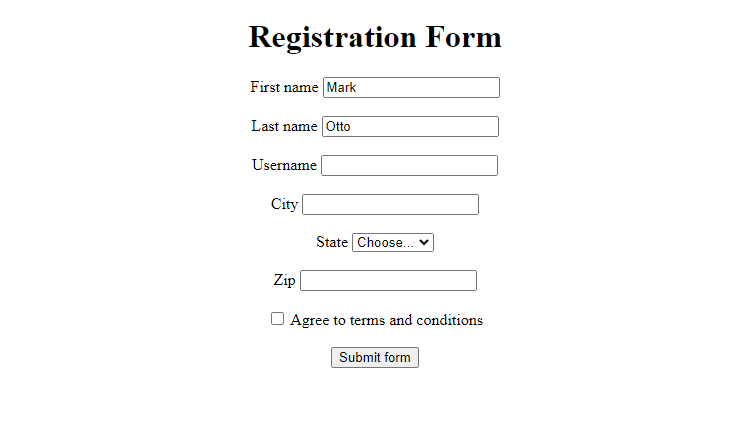 Registration Form
First name Mark
Last name Otto
Username
City
State Choose...
Zip
Agree to terms and conditions
Submit form